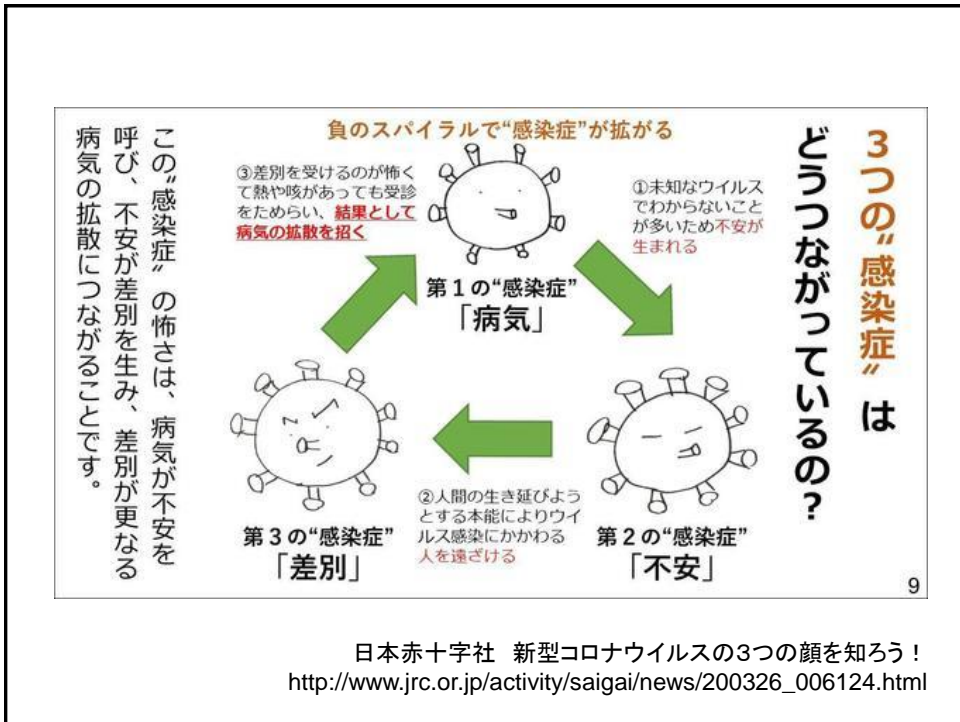 3つの〝感染症〟は
どうつながっているの？
負のスパイラルで“感染症”が拡がる
①未知なウイルス
でわからないこと
が多いため不安が
生まれる
③差別を受けるのが怖く
て熱や咳があっても受診
をためらい、結果として
病気の拡散を招く
第１の“感染症”
「病気」
②人間の生き延びよう
とする本能によりウイ
ルス感染にかかわる
人を遠ざける
第２の“感染症”
「不安」
第３の“感染症”
「差別」
この〝感染症〟の怖さは、病気が不安を
呼び、不安が差別を生み、差別が更なる
病気の拡散につながることです。
9
日本赤十字社　新型コロナウイルスの３つの顔を知ろう！
http://www.jrc.or.jp/activity/saigai/news/200326_006124.html